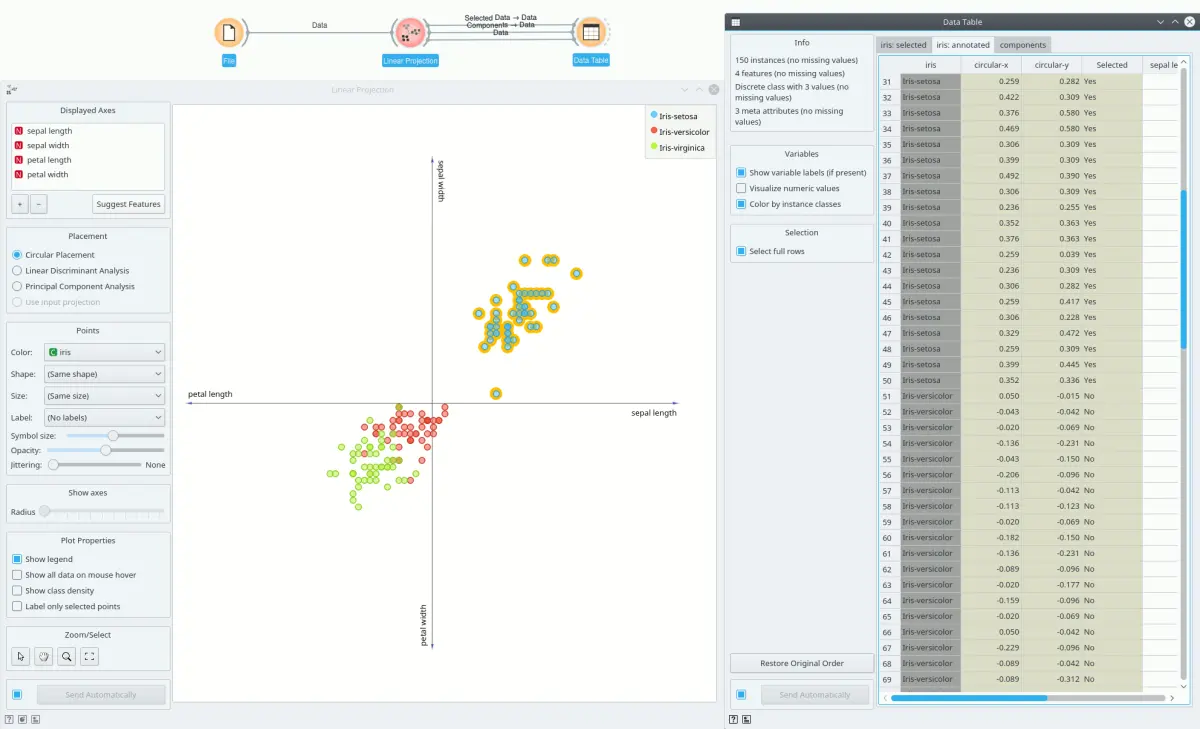 Data
Selected Data → Data
Components → Data
Data
File
Linear Projection
Data Table
Linear Projection
Displayed Axes
N sepal length
N sepal width
N petal length
N petal width
+ −
Suggest Features
Placement
Circular Placement
Linear Discriminant Analysis
Principal Component Analysis
Use input projection
Points
Color: C iris
Shape: (Same shape)
Size: (Same size)
Label: (No labels)
Symbol size:
Opacity:
Jittering: None
Show axes
Radius
Plot Properties
Show legend
Show all data on mouse hover
Show class density
Label only selected points
Zoom/Select
Send Automatically
Iris-setosa
Iris-versicolor
Iris-virginica
sepal width
petal length
sepal length
petal width
Data Table
Info
150 instances (no missing values)
4 features (no missing values)
Discrete class with 3 values (no
missing values)
3 meta attributes (no missing
values)
Variables
Show variable labels (if present)
Visualize numeric values
Color by instance classes
Selection
Select full rows
Restore Original Order
Send Automatically
iris: selected iris: annotated components
iris circular-x circular-y Selected sepal le
31 Iris-setosa 0.259 0.282 Yes
32 Iris-setosa 0.422 0.309 Yes
33 Iris-setosa 0.376 0.580 Yes
34 Iris-setosa 0.469 0.580 Yes
35 Iris-setosa 0.306 0.309 Yes
36 Iris-setosa 0.399 0.309 Yes
37 Iris-setosa 0.492 0.390 Yes
38 Iris-setosa 0.306 0.309 Yes
39 Iris-setosa 0.236 0.255 Yes
40 Iris-setosa 0.352 0.363 Yes
41 Iris-setosa 0.376 0.363 Yes
42 Iris-setosa 0.259 0.039 Yes
43 Iris-setosa 0.236 0.309 Yes
44 Iris-setosa 0.306 0.282 Yes
45 Iris-setosa 0.259 0.417 Yes
46 Iris-setosa 0.306 0.228 Yes
47 Iris-setosa 0.329 0.472 Yes
48 Iris-setosa 0.259 0.309 Yes
49 Iris-setosa 0.399 0.445 Yes
50 Iris-setosa 0.352 0.336 Yes
51 Iris-versicolor 0.050 -0.015 No
52 Iris-versicolor -0.043 -0.042 No
53 Iris-versicolor -0.020 -0.069 No
54 Iris-versicolor -0.136 -0.231 No
55 Iris-versicolor -0.043 -0.150 No
56 Iris-versicolor -0.206 -0.096 No
57 Iris-versicolor -0.113 -0.042 No
58 Iris-versicolor -0.113 -0.123 No
59 Iris-versicolor -0.020 -0.069 No
60 Iris-versicolor -0.182 -0.150 No
61 Iris-versicolor -0.136 -0.231 No
62 Iris-versicolor -0.089 -0.096 No
63 Iris-versicolor -0.020 -0.177 No
64 Iris-versicolor -0.159 -0.096 No
65 Iris-versicolor -0.020 -0.069 No
66 Iris-versicolor 0.050 -0.042 No
67 Iris-versicolor -0.229 -0.096 No
68 Iris-versicolor -0.089 -0.042 No
69 Iris-versicolor -0.089 -0.312 No